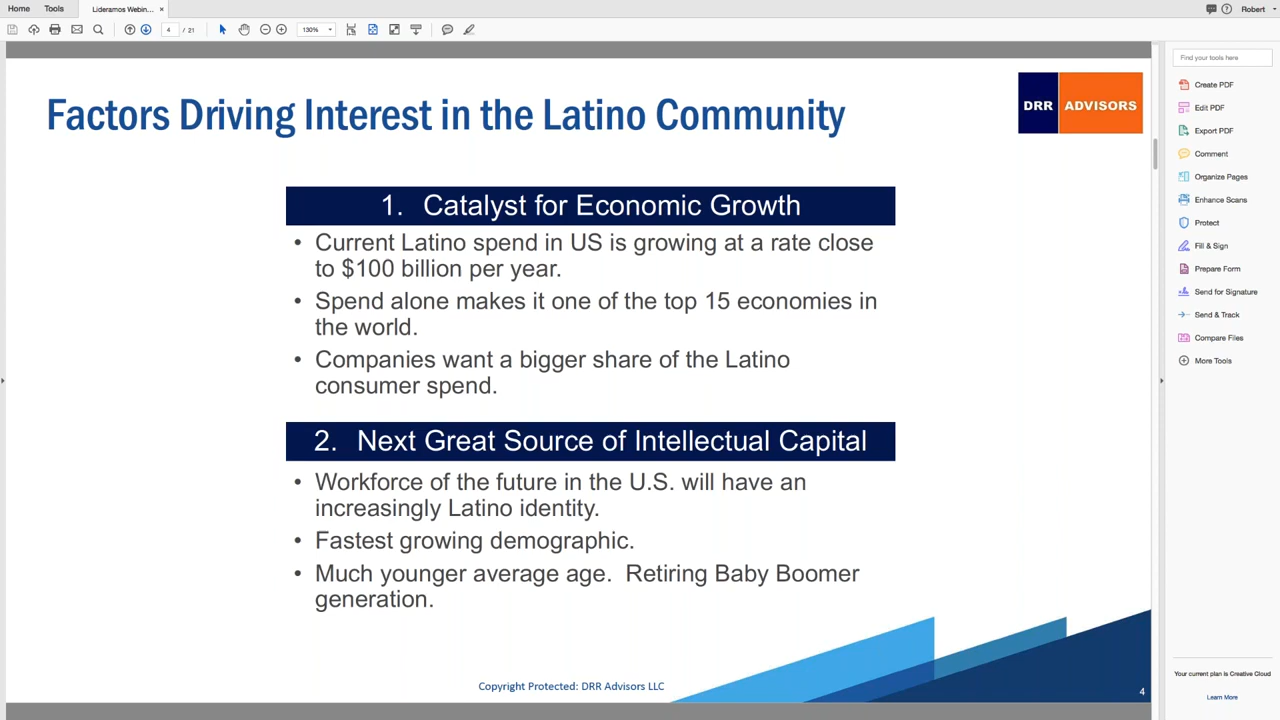 Home Tools Lideramos Webin... × Robert
4 / 21 130%
Factors Driving Interest in the Latino Community
DRR ADVISORS
1. Catalyst for Economic Growth
• Current Latino spend in US is growing at a rate close
to $100 billion per year.
• Spend alone makes it one of the top 15 economies in
the world.
• Companies want a bigger share of the Latino
consumer spend.
2. Next Great Source of Intellectual Capital
• Workforce of the future in the U.S. will have an
increasingly Latino identity.
• Fastest growing demographic.
• Much younger average age. Retiring Baby Boomer
generation.
Copyright Protected: DRR Advisors LLC
4
Find your tools here
Create PDF
Edit PDF
Export PDF
Comment
Organize Pages
Enhance Scans
Protect
Fill & Sign
Prepare Form
Send for Signature
Send & Track
Compare Files
More Tools
Your current plan is Creative Cloud
Learn More